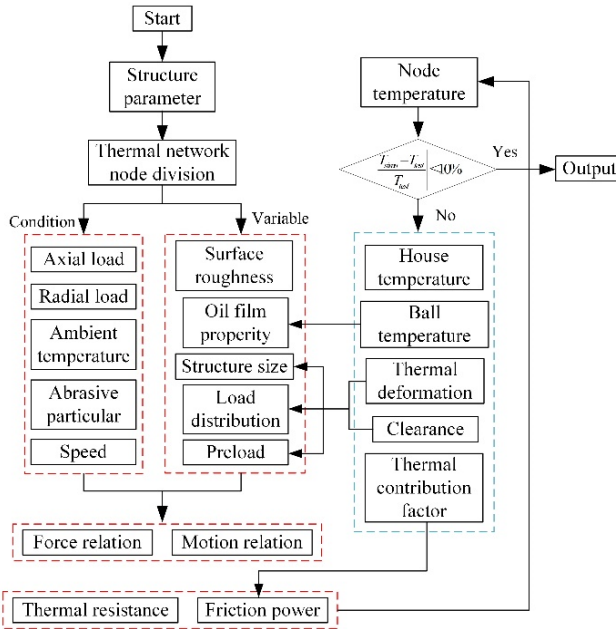 Start
Structure
parameter
Thermal network
node division
Condition
Variable
Axial load
Radial load
Ambient
temperature
Abrasive
particular
Speed
Surface
roughness
Oil film
properity
Structure size
Load
distribution
Preload
Force relation
Motion relation
Thermal resistance
Friction power
Node
temperature
Yes
Output
No
House
temperature
Ball
temperature
Thermal
deformation
Clearance
Thermal
contribution
factor